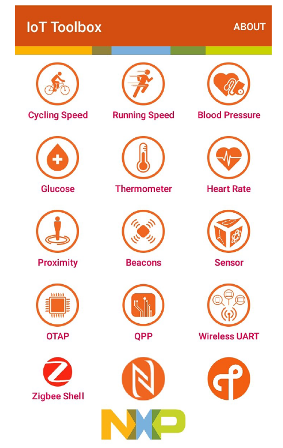 IoT Toolbox ABOUT
Cycling Speed Running Speed Blood Pressure
Glucose Thermometer Heart Rate
Proximity Beacons Sensor
OTAP QPP Wireless UART
Zigbee Shell
NXP